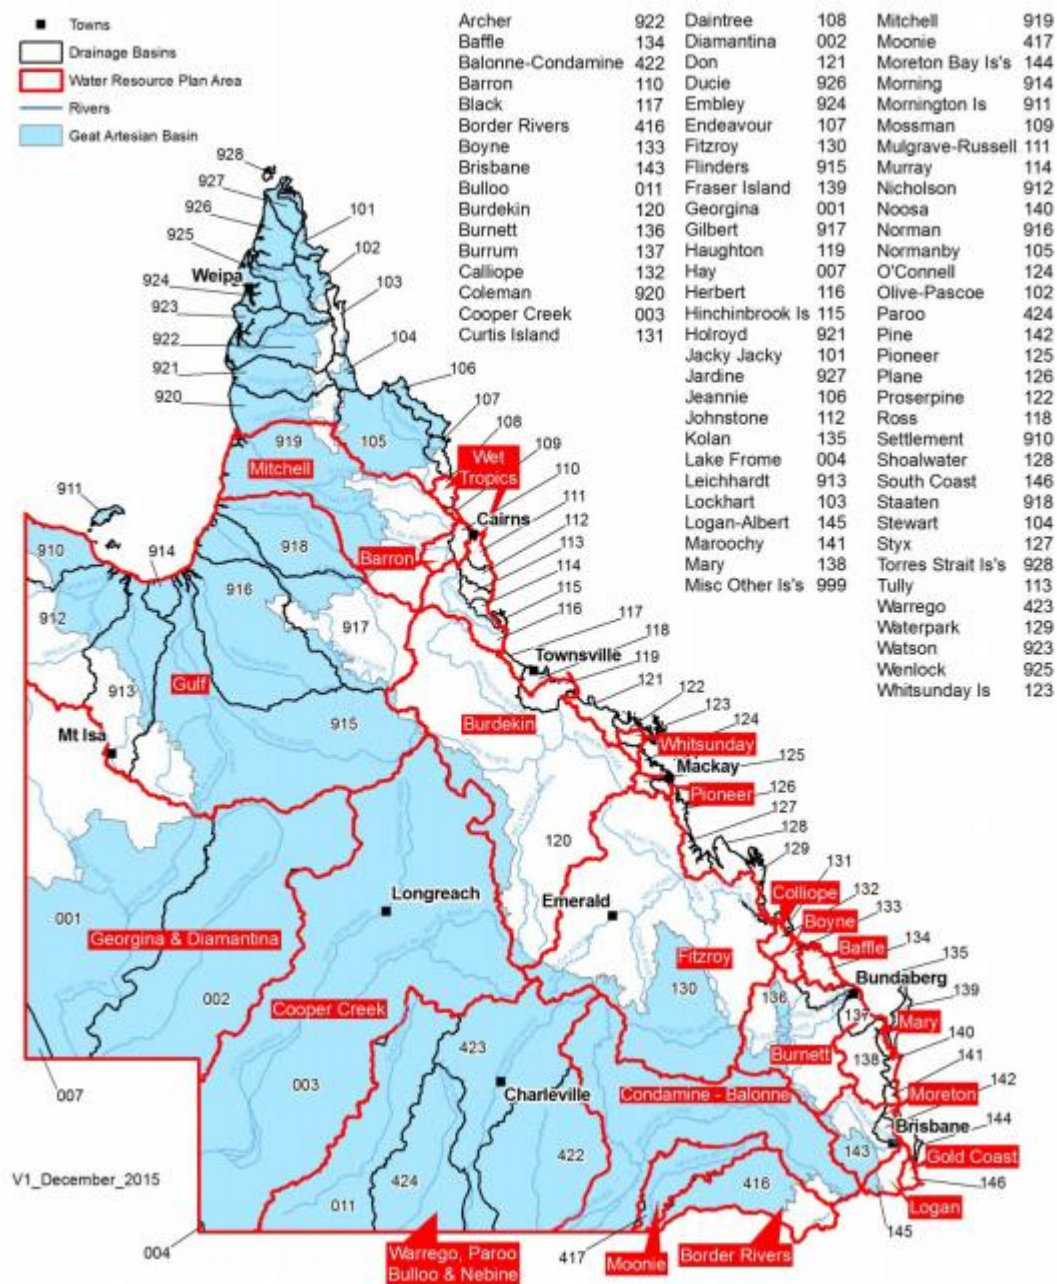 Towns
Drainage Basins
Water Resource Plan Area
Rivers
Geat Artesian Basin
Archer 922
Baffle 134
Balonne-Condamine 422
Barron 110
Black 117
Border Rivers 416
Boyne 133
Brisbane 143
Bulloo 011
Burdekin 120
Burnett 136
Burrum 137
Calliope 132
Coleman 920
Cooper Creek 003
Curtis Island 131
Daintree 108
Diamantina 002
Don 121
Ducie 926
Embley 924
Endeavour 107
Fitzroy 130
Flinders 915
Fraser Island 139
Georgina 001
Gilbert 917
Haughton 119
Hay 007
Herbert 116
Hinchinbrook Is 115
Holroyd 921
Jacky Jacky 101
Jardine 927
Jeannie 106
Johnstone 112
Kolan 135
Lake Frome 004
Leichhardt 913
Lockhart 103
Logan-Albert 145
Maroochy 141
Mary 138
Misc Other Is's 999
Mitchell 919
Moonie 417
Moreton Bay Is's 144
Morning 914
Mornington Is 911
Mossman 109
Mulgrave-Russell 111
Murray 114
Nicholson 912
Noosa 140
Norman 916
Normanby 105
O'Connell 124
Olive-Pascoe 102
Paroo 424
Pine 142
Pioneer 125
Plane 126
Proserpine 122
Ross 118
Settlement 910
Shoalwater 128
South Coast 146
Staaten 918
Stewart 104
Styx 127
Torres Strait Is's 928
Tully 113
Warrego 423
Waterpark 129
Watson 923
Wenlock 925
Whitsunday Is 123
928
927
926
101
925
102
Weipa
924
103
923
922
104
921
106
920
107
919
105
108
Mitchell
Wet
Tropics
109
110
911
Cairns
111
910
914
918
112
Barron
113
916
114
115
912
917
116
117
118
Townsville
119
913
Gulf
121
122
915
Burdekin
123
124
Mt Isa
Whitsunday
Mackay
125
Pioneer
126
127
120
128
129
131
Longreach
Colliope
132
Emerald
Boyne
133
001
Georgina & Diamantina
Baffle
134
Fitzroy
135
Bundaberg
002
130
136
139
Cooper Creek
137
Mary
423
Burnett
138
140
003
141
007
Charleville
Condamine - Balonne
Moreton
142
Brisbane
144
422
143
Gold Coast
V1_December_2015
424
416
146
011
Logan
004
417
145
Warrego, Paroo
Bulloo & Nebine
Moonie
Border Rivers